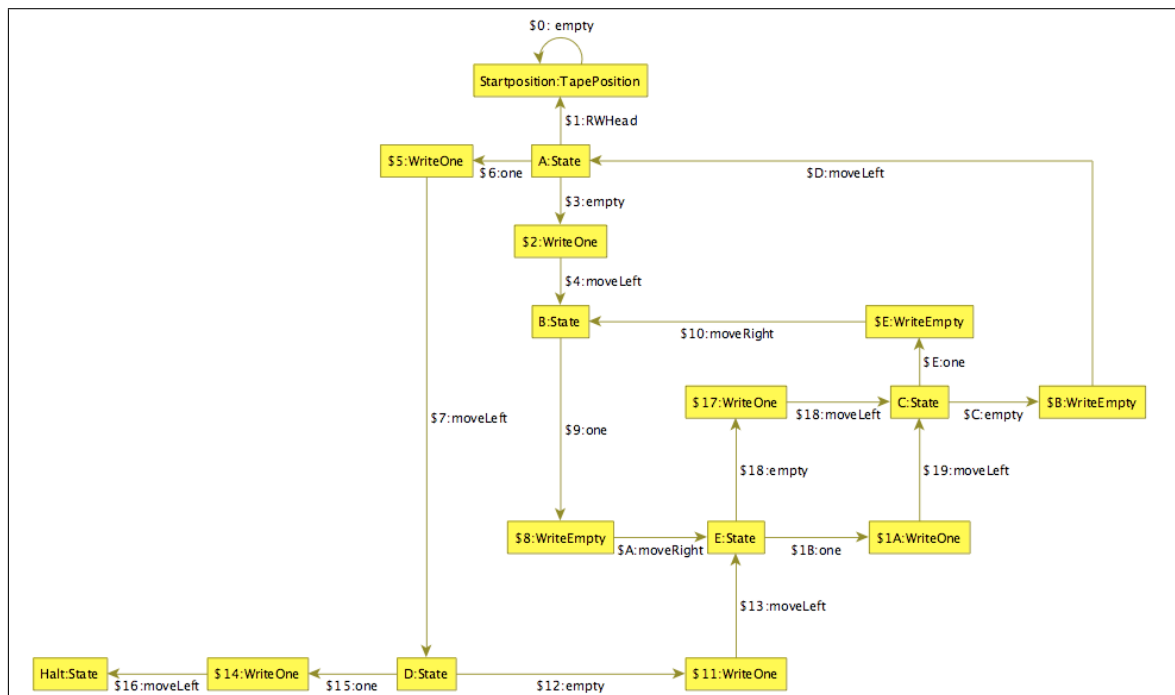 $0: empty
Startposition:TapePosition
$1:RWHead
$5:WriteOne
$6:one
A:State
$D:moveLeft
$3:empty
$2:WriteOne
$4:moveLeft
B:State
$10:moveRight
$E:WriteEmpty
$E:one
$17:WriteOne
$18:moveLeft
C:State
$C:empty
$B:WriteEmpty
$7:moveLeft
$9:one
$18:empty
$19:moveLeft
$8:WriteEmpty
$A:moveRight
E:State
$1B:one
$1A:WriteOne
$13:moveLeft
Halt:State
$16:moveLeft
$14:WriteOne
$15:one
D:State
$12:empty
$11:WriteOne